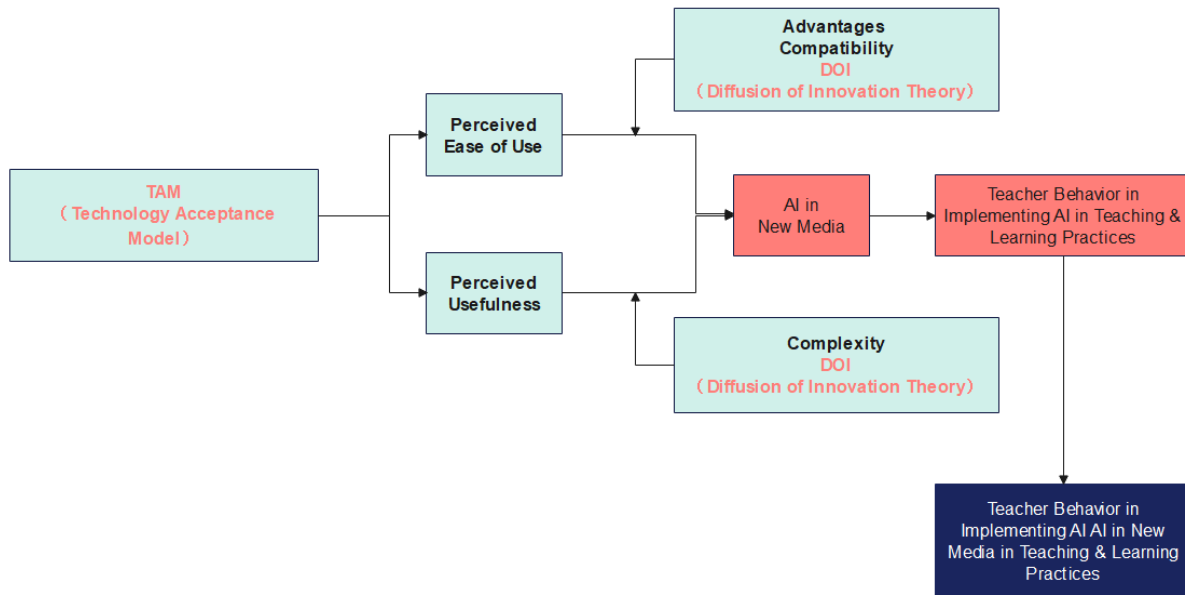 Advantages
Compatibility
DOI
（Diffusion of Innovation Theory）
Perceived
Ease of Use
TAM
（ Technology Acceptance
Model）
AI in
New Media
Teacher Behavior in
Implementing AI in Teaching &
Learning Practices
Perceived
Usefulness
Complexity
DOI
（Diffusion of Innovation Theory）
Teacher Behavior in
Implementing AI AI in New
Media in Teaching & Learning
Practices